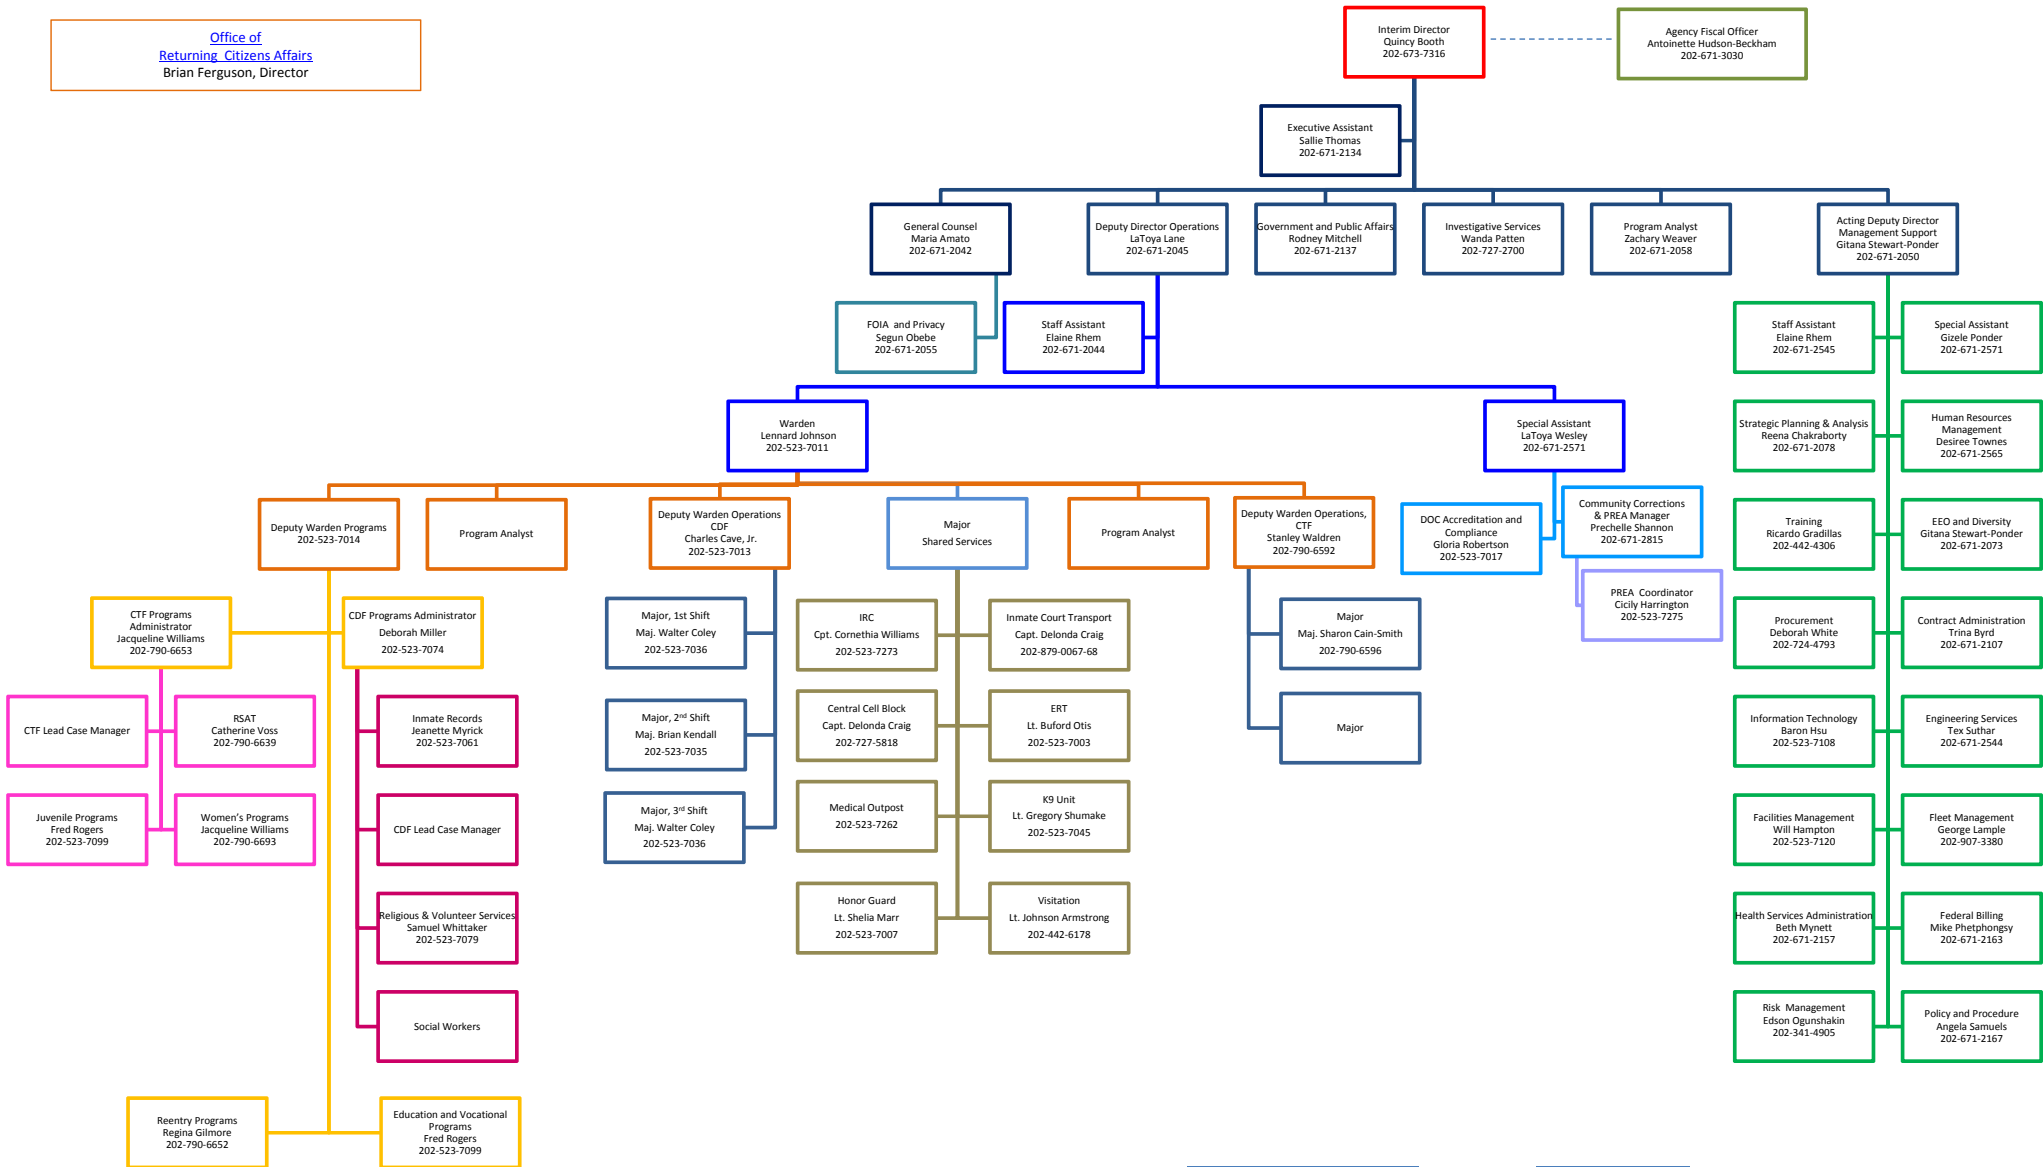 Office of
Returning Citizens Affairs
Brian Ferguson, Director
Interim Director
Quincy Booth
202-673-7316
Agency Fiscal Officer
Antoinette Hudson-Beckham
202-671-3030
Executive Assistant
Sallie Thomas
202-671-2134
General Counsel
Maria Amato
202-671-2042
Deputy Director Operations
LaToya Lane
202-671-2045
Government and Public Affairs
Rodney Mitchell
202-671-2137
Investigative Services
Wanda Patten
202-727-2700
Program Analyst
Zachary Weaver
202-671-2058
Acting Deputy Director
Management Support
Gitana Stewart-Ponder
202-671-2050
FOIA and Privacy
Segun Obebe
202-671-2055
Staff Assistant
Elaine Rhem
202-671-2044
Staff Assistant
Elaine Rhem
202-671-2545
Special Assistant
Gizele Ponder
202-671-2571
Warden
Lennard Johnson
202-523-7011
Special Assistant
LaToya Wesley
202-671-2571
Strategic Planning & Analysis
Reena Chakraborty
202-671-2078
Human Resources
Management
Desiree Townes
202-671-2565
Deputy Warden Programs
202-523-7014
Program Analyst
Deputy Warden Operations
CDF
Charles Cave, Jr.
202-523-7013
Major
Shared Services
Program Analyst
Deputy Warden Operations,
CTF
Stanley Waldren
202-790-6592
DOC Accreditation and
Compliance
Gloria Robertson
202-523-7017
Community Corrections
& PREA Manager
Prechelle Shannon
202-671-2815
Training
Ricardo Gradillas
202-442-4306
EEO and Diversity
Gitana Stewart-Ponder
202-671-2073
PREA Coordinator
Cicily Harrington
202-523-7275
CTF Programs
Administrator
Jacqueline Williams
202-790-6653
CDF Programs Administrator
Deborah Miller
202-523-7074
Major, 1st Shift
Maj. Walter Coley
202-523-7036
IRC
Cpt. Cornethia Williams
202-523-7273
Inmate Court Transport
Capt. Delonda Craig
202-879-0067-68
Major
Maj. Sharon Cain-Smith
202-790-6596
Procurement
Deborah White
202-724-4793
Contract Administration
Trina Byrd
202-671-2107
CTF Lead Case Manager
RSAT
Catherine Voss
202-790-6639
Inmate Records
Jeanette Myrick
202-523-7061
Major, 2nd Shift
Maj. Brian Kendall
202-523-7035
Central Cell Block
Capt. Delonda Craig
202-727-5818
ERT
Lt. Buford Otis
202-523-7003
Major
Information Technology
Baron Hsu
202-523-7108
Engineering Services
Tex Suthar
202-671-2544
Juvenile Programs
Fred Rogers
202-523-7099
Women's Programs
Jacqueline Williams
202-790-6693
CDF Lead Case Manager
Major, 3rd Shift
Maj. Walter Coley
202-523-7036
Medical Outpost
202-523-7262
K9 Unit
Lt. Gregory Shumake
202-523-7045
Facilities Management
Will Hampton
202-523-7120
Fleet Management
George Lample
202-907-3380
Religious & Volunteer Services
Samuel Whittaker
202-523-7079
Honor Guard
Lt. Shelia Marr
202-523-7007
Visitation
Lt. Johnson Armstrong
202-442-6178
Health Services Administration
Beth Mynett
202-671-2157
Federal Billing
Mike Phetphongsy
202-671-2163
Social Workers
Risk Management
Edson Ogunshakin
202-341-4905
Policy and Procedure
Angela Samuels
202-671-2167
Reentry Programs
Regina Gilmore
202-790-6652
Education and Vocational
Programs
Fred Rogers
202-523-7099